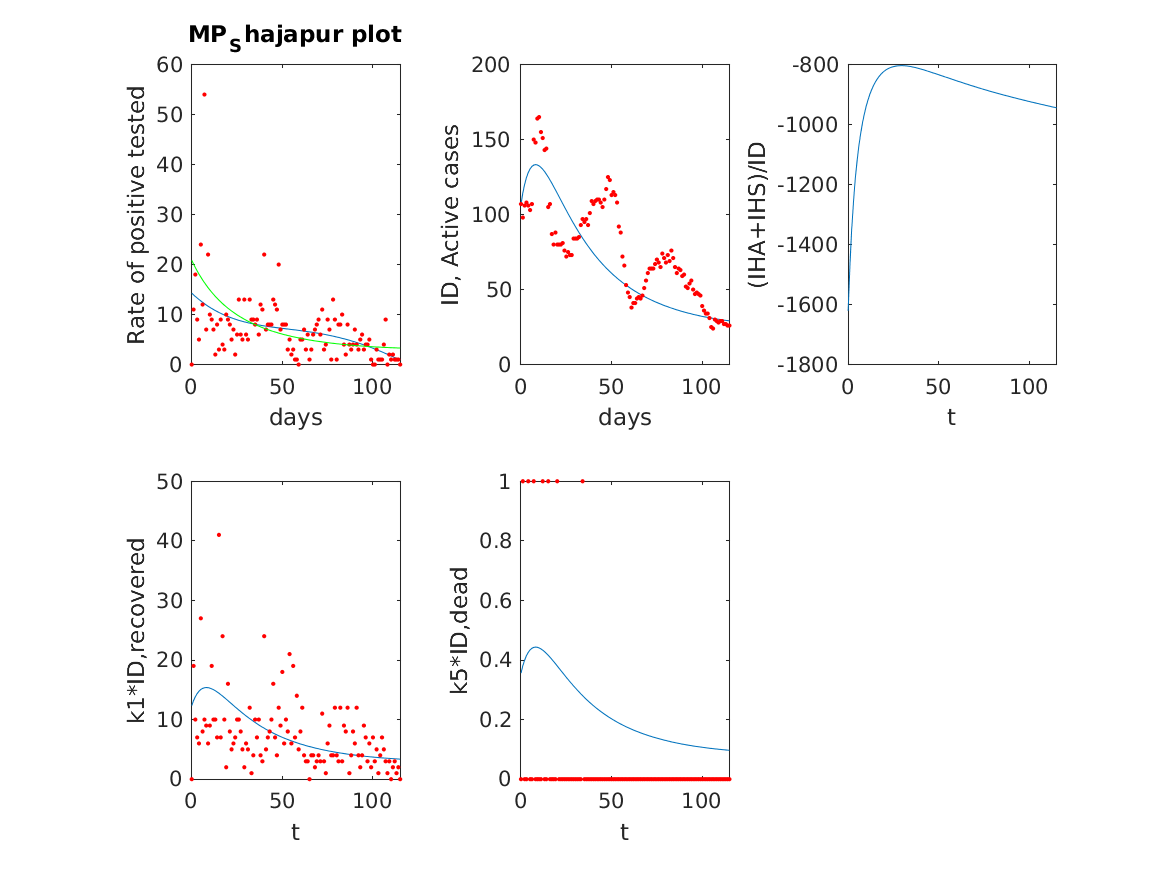 MPShajapur plot
60
50
40
30
20
10
0
Rate of positive tested
0 50 100
days
200
150
100
50
0
ID, Active cases
0 50 100
days
-800
-1000
-1200
-1400
-1600
-1800
(IHA+IHS)/ID
0 50 100
t
50
40
30
20
10
0
k1*ID,recovered
0 50 100
t
1
0.8
0.6
0.4
0.2
0
k5*ID,dead
0 50 100
t